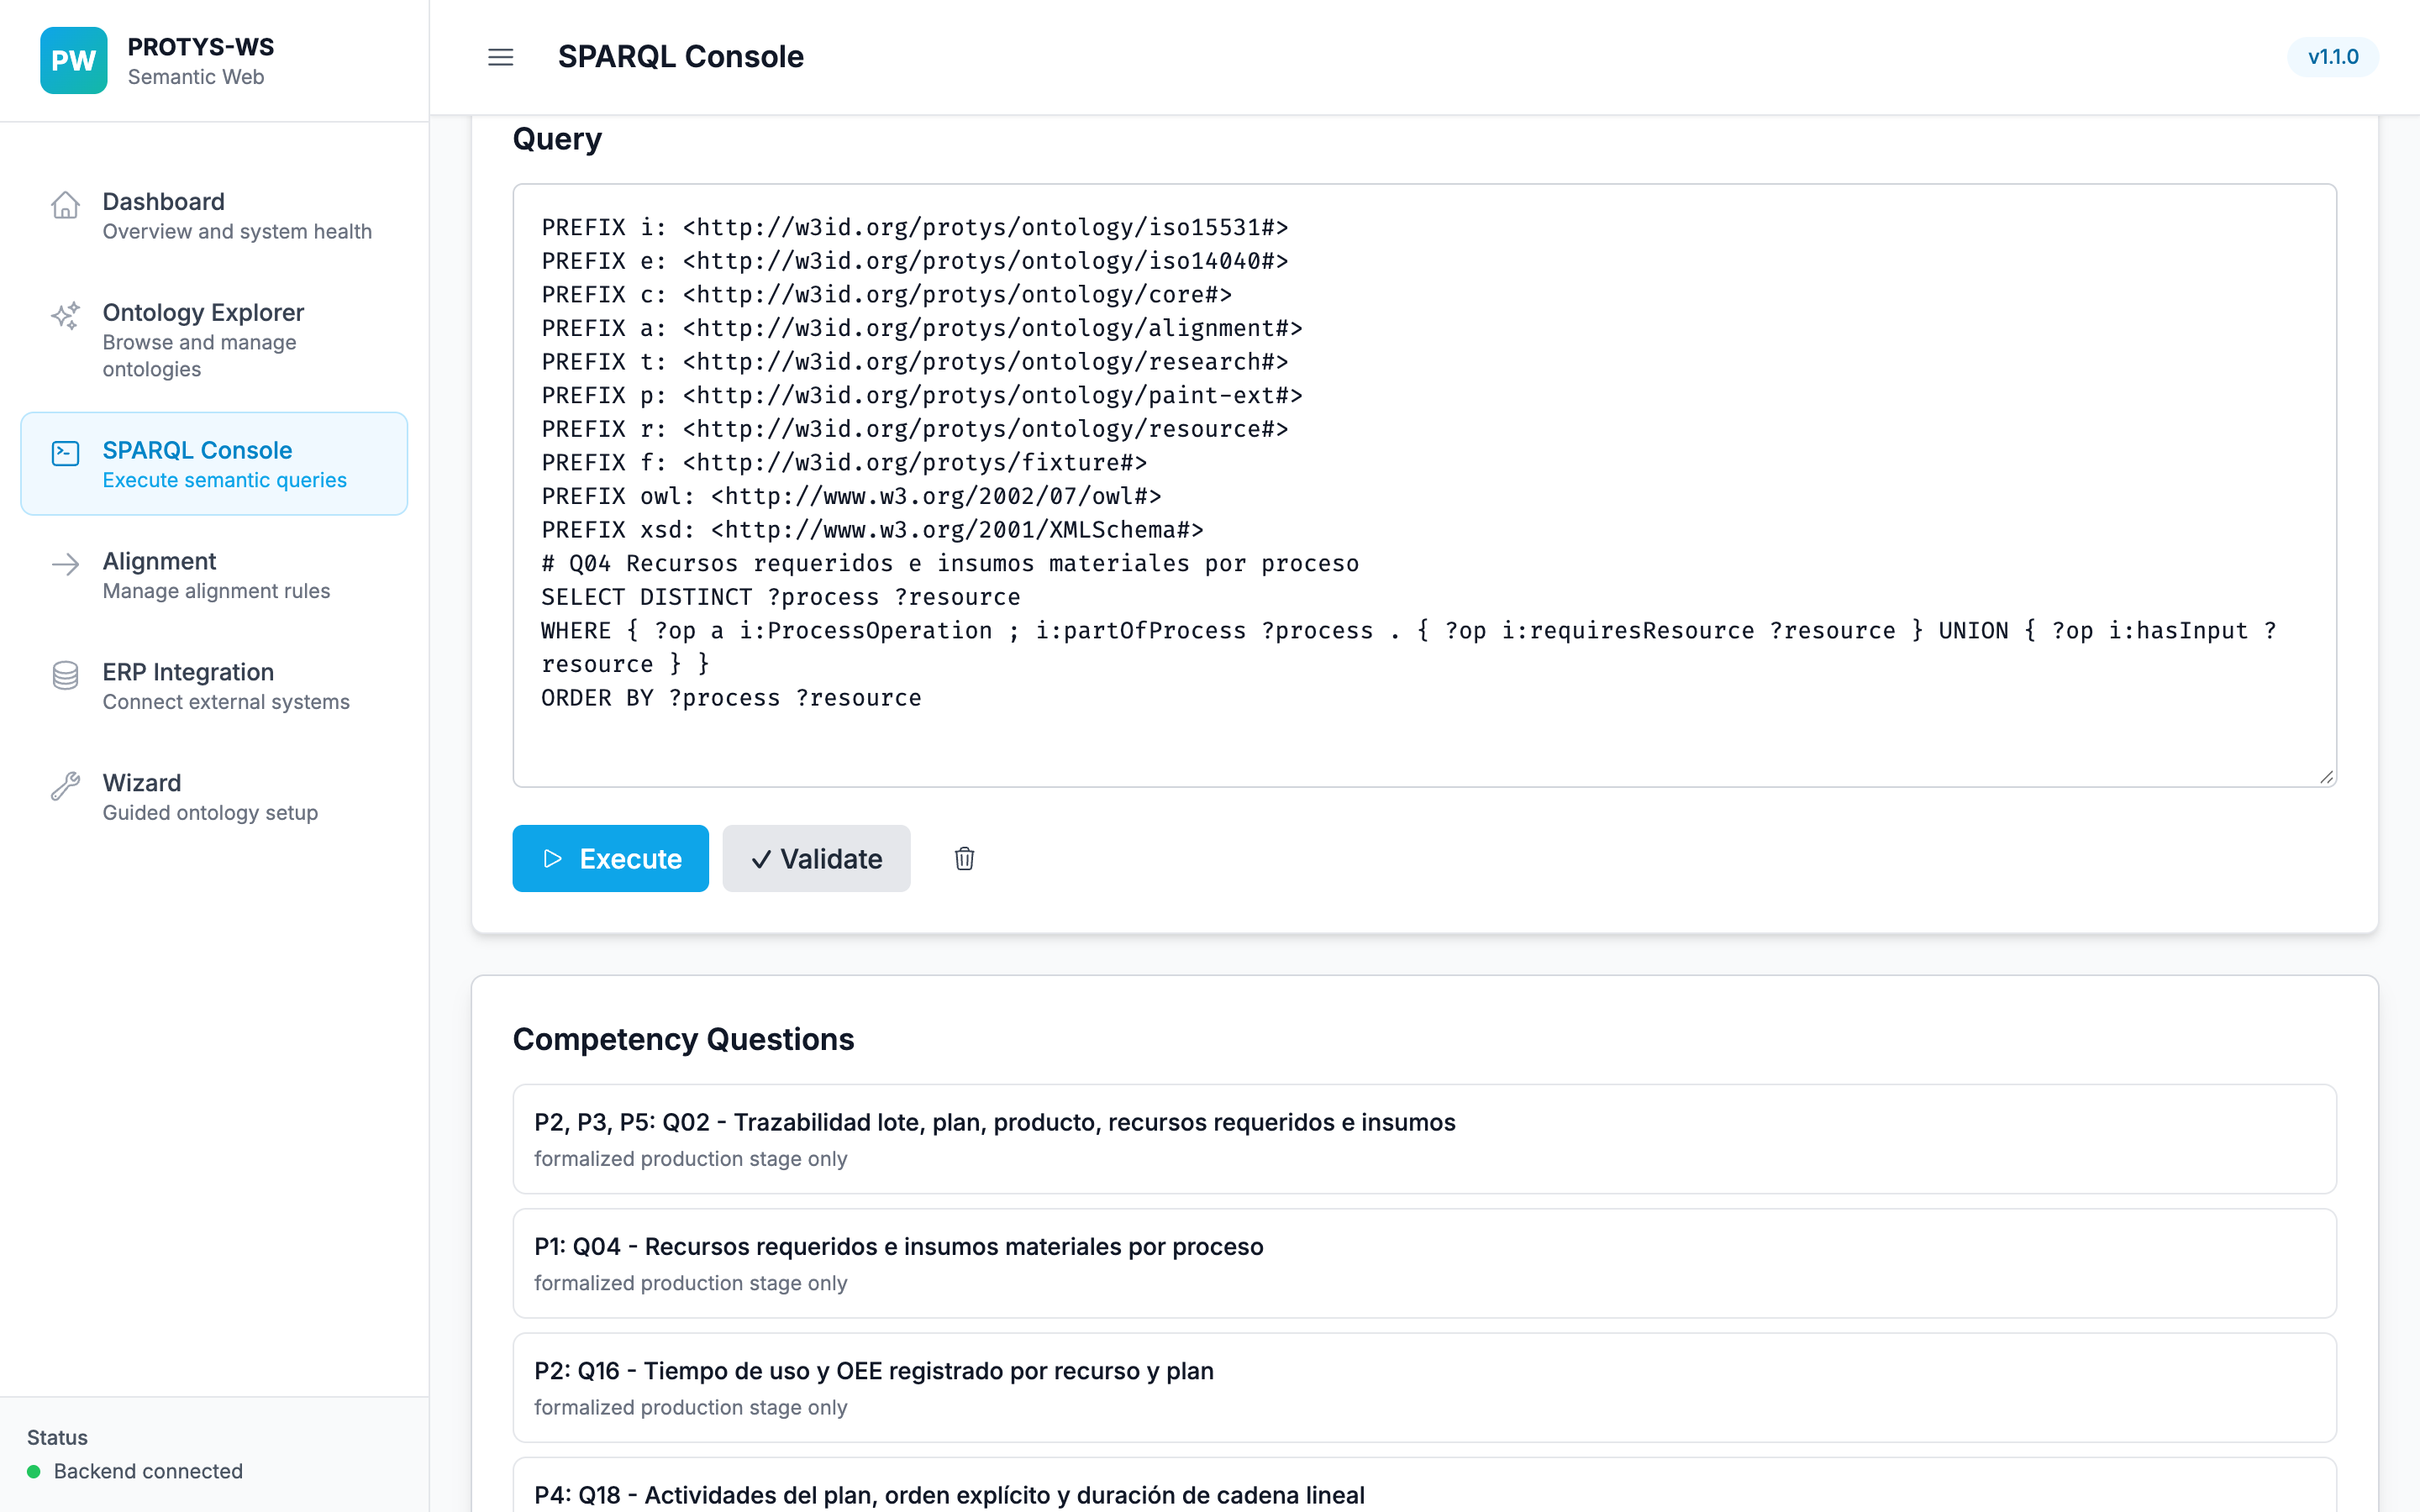 PW
PROTYS-WS
Semantic Web
Dashboard
Overview and system health
Ontology Explorer
Browse and manage
ontologies
SPARQL Console
Execute semantic queries
Alignment
Manage alignment rules
ERP Integration
Connect external systems
Wizard
Guided ontology setup
Status
Backend connected
SPARQL Console
v1.1.0
Query
PREFIX i: <http://w3id.org/protys/ontology/iso15531#>
PREFIX e: <http://w3id.org/protys/ontology/iso14040#>
PREFIX c: <http://w3id.org/protys/ontology/core#>
PREFIX a: <http://w3id.org/protys/ontology/alignment#>
PREFIX t: <http://w3id.org/protys/ontology/research#>
PREFIX p: <http://w3id.org/protys/ontology/paint-ext#>
PREFIX r: <http://w3id.org/protys/ontology/resource#>
PREFIX f: <http://w3id.org/protys/fixture#>
PREFIX owl: <http://www.w3.org/2002/07/owl#>
PREFIX xsd: <http://www.w3.org/2001/XMLSchema#>
# Q04 Recursos requeridos e insumos materiales por proceso
SELECT DISTINCT ?process ?resource
WHERE { ?op a i:ProcessOperation ; i:partOfProcess ?process . { ?op i:requiresResource ?resource } UNION { ?op i:hasInput ?
resource } }
ORDER BY ?process ?resource
Execute
✓ Validate
Competency Questions
P2, P3, P5: Q02 - Trazabilidad lote, plan, producto, recursos requeridos e insumos
formalized production stage only
P1: Q04 - Recursos requeridos e insumos materiales por proceso
formalized production stage only
P2: Q16 - Tiempo de uso y OEE registrado por recurso y plan
formalized production stage only
P4: Q18 - Actividades del plan, orden explícito y duración de cadena lineal